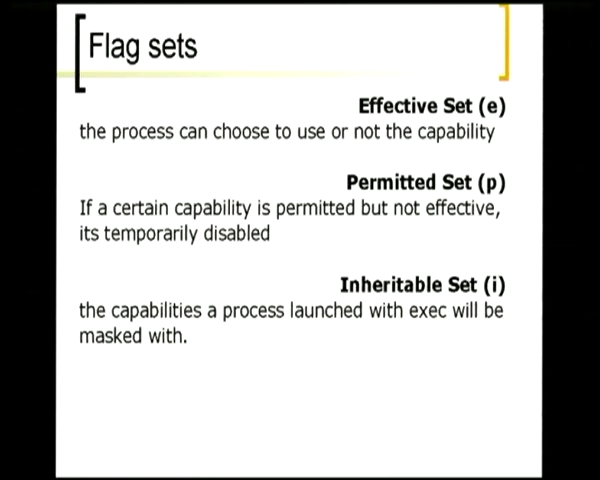 Flag sets
Effective Set (e)
the process can choose to use or not the capability
Permitted Set (p)
If a certain capability is permitted but not effective,
its temporarily disabled
Inheritable Set (i)
the capabilities a process launched with exec will be
masked with.